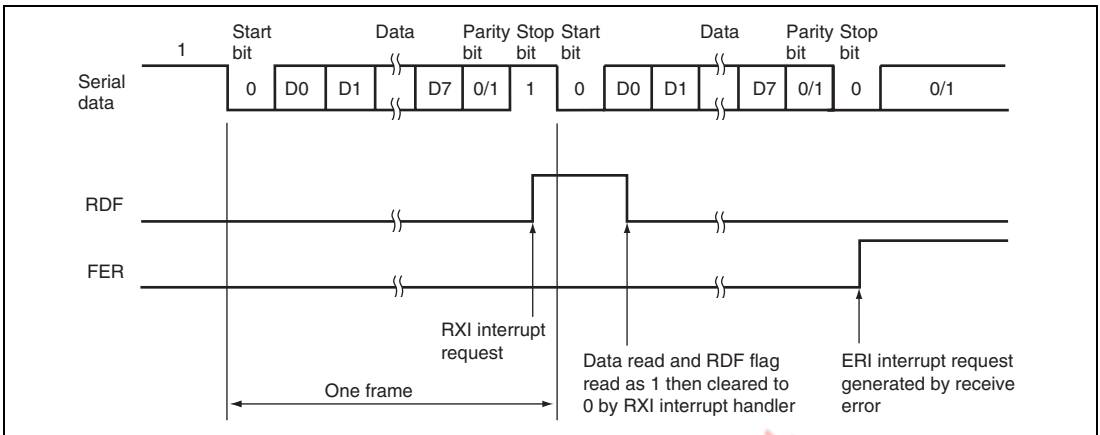 Start Data Parity Stop Start Data Parity Stop
1 bit bit bit bit bit bit
Serial data
0 D0 D1 D7 0/1 1 0 D0 D1 D7 0/1 0 0/1
RDF
FER
RXI interrupt
request
Data read and RDF flag
read as 1 then cleared to
0 by RXI interrupt handler
ERI interrupt request
generated by receive
error
One frame